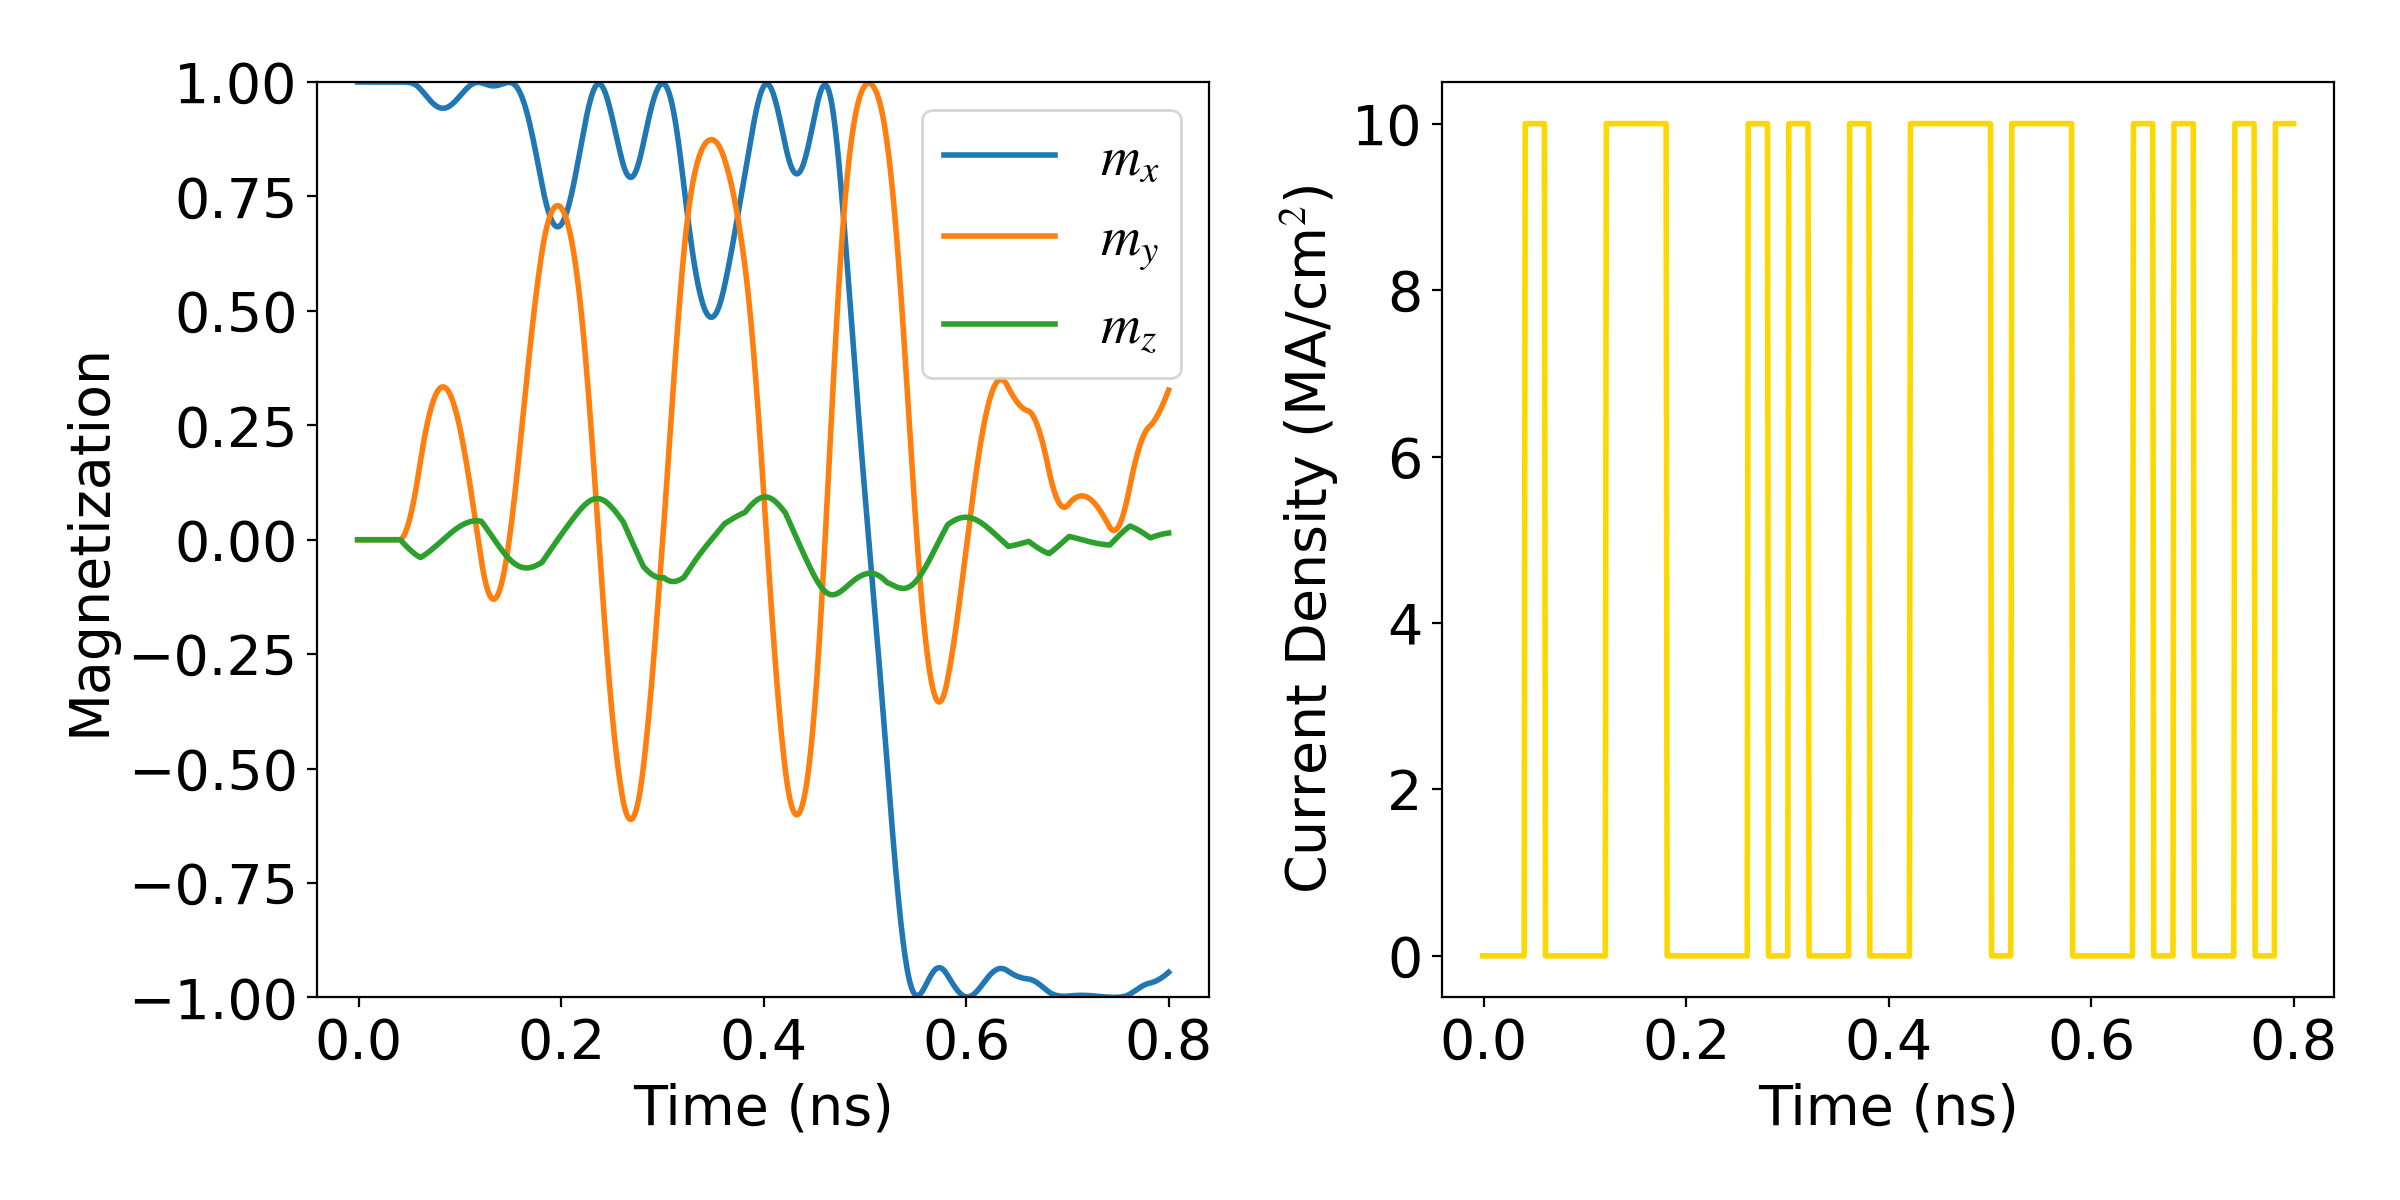 1.00
0.75
0.50
0.25
0.00
−0.25
−0.50
−0.75
−1.00
Magnetization
0.0 0.2 0.4 0.6 0.8
Time (ns)
m_x
m_y
m_z
10
8
6
4
2
0
Current Density (MA/cm²)
0.0 0.2 0.4 0.6 0.8
Time (ns)